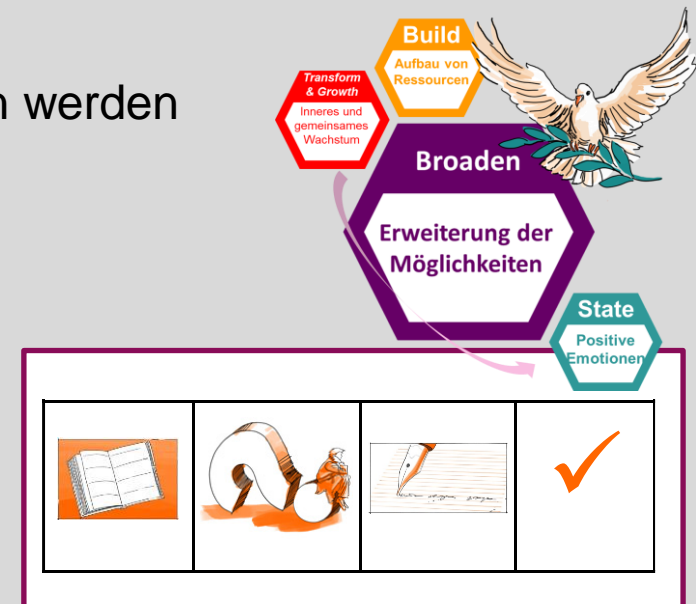 werden
Build
Aufbau von
Ressourcen
Transform
& Growth
Inneres und
gemeinsames
Wachstum
Broaden
Erweiterung der
Möglichkeiten
State
Positive
Emotionen